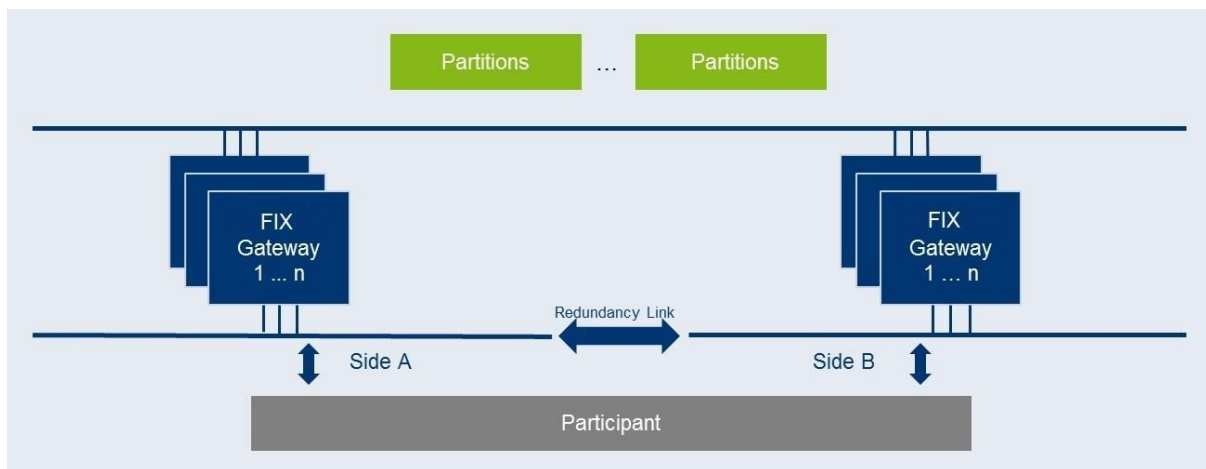 Partitions ... Partitions
FIX
Gateway
1 ... n
FIX
Gateway
1 ... n
Redundancy Link
Side A
Side B
Participant